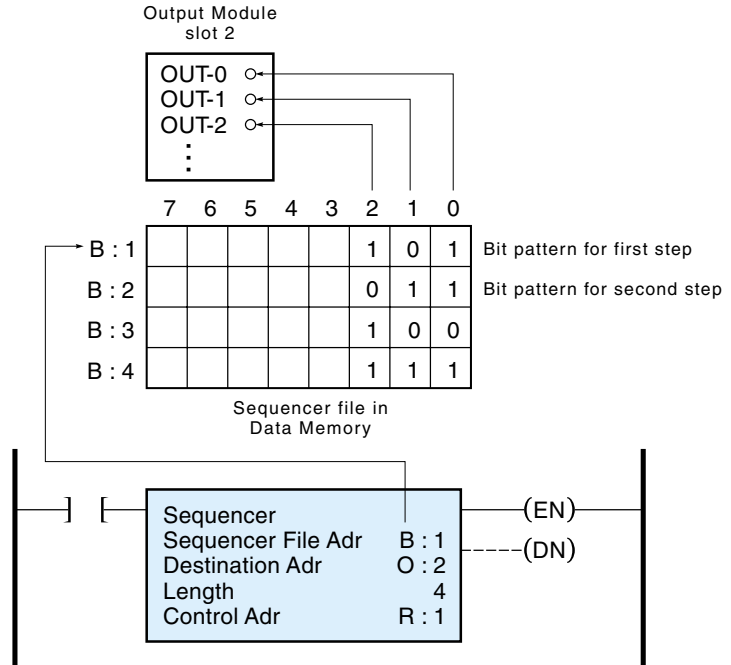 Output Module
slot 2
OUT-0
OUT-1
OUT-2
7 6 5 4 3 2 1 0
B : 1 1 0 1 Bit pattern for first step
B : 2 0 1 1 Bit pattern for second step
B : 3 1 0 0
B : 4 1 1 1
Sequencer file in
Data Memory
Sequencer
Sequencer File Adr B : 1
Destination Adr O : 2
Length 4
Control Adr R : 1
(EN)
(DN)